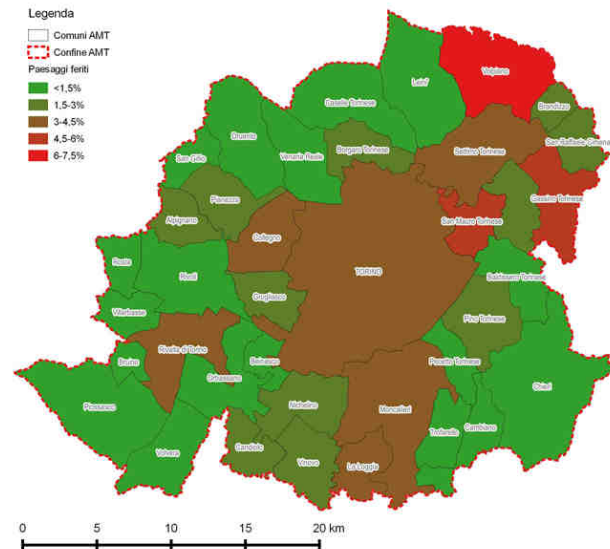 Legenda
Comuni AMT
Confine AMT
Paesaggi feriti
<1,5%
1,5-3%
3-4,5%
4,5-6%
6-7,5%
Leinì
Volpiano
Caselle Torinese
Brandizzo
Druento
San Raffaele Cimena
Borgaro Torinese
Settimo Torinese
San Gillio
Venaria Reale
Pianezza
Gassino Torinese
Alpignano
San Mauro Torinese
Collegno
Rosta
Rivoli
TORINO
Baldissero Torinese
Grugliasco
Villarbasse
Pino Torinese
Rivalta di Torino
Bruino
Beinasco
Pecetto Torinese
Orbassano
Chieri
Piossasco
Nichelino
Moncalieri
Trofarello
Cambiano
Volvera
Candiolo
Vinovo
La Loggia
0 5 10 15 20 km